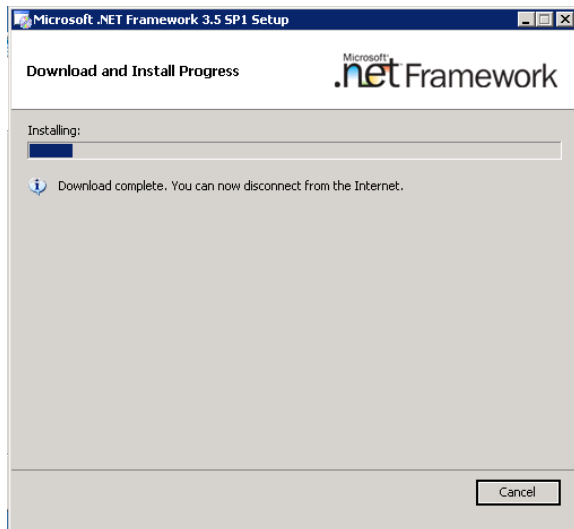 Microsoft .NET Framework 3.5 SP1 Setup
Download and Install Progress
Microsoft
.net Framework
Installing:
Download complete. You can now disconnect from the Internet.
Cancel